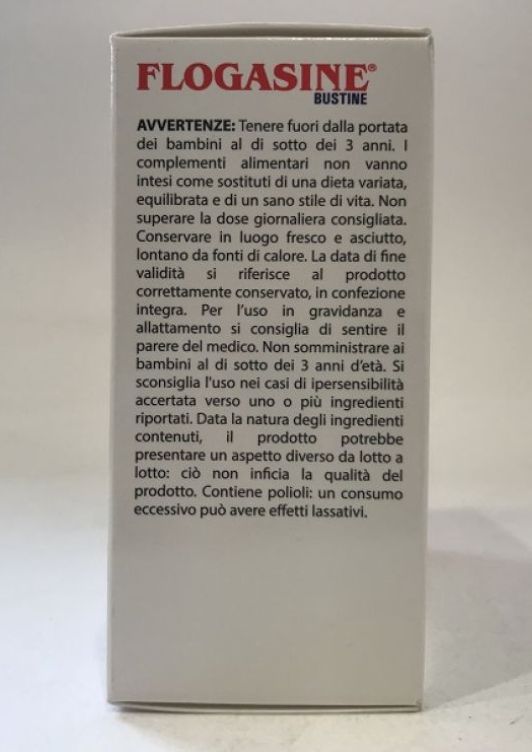 FLOGASINE®
BUSTINE
AVVERTENZE: Tenere fuori dalla portata
dei bambini al di sotto dei 3 anni. I
complementi alimentari non vanno
intesi come sostituti di una dieta variata,
equilibrata e di un sano stile di vita. Non
superare la dose giornaliera consigliata.
Conservare in luogo fresco e asciutto,
lontano da fonti di calore. La data di fine
validità si riferisce al prodotto
correttamente conservato, in confezione
integra. Per l'uso in gravidanza e
allattamento si consiglia di sentire il
parere del medico. Non somministrare ai
bambini al di sotto dei 3 anni d'età. Si
sconsiglia l'uso nei casi di ipersensibilità
accertata verso uno o più ingredienti
riportati. Data la natura degli ingredienti
contenuti, il prodotto potrebbe
presentare un aspetto diverso da lotto a
lotto: ciò non inficia la qualità del
prodotto. Contiene polioli: un consumo
eccessivo può avere effetti lassativi.